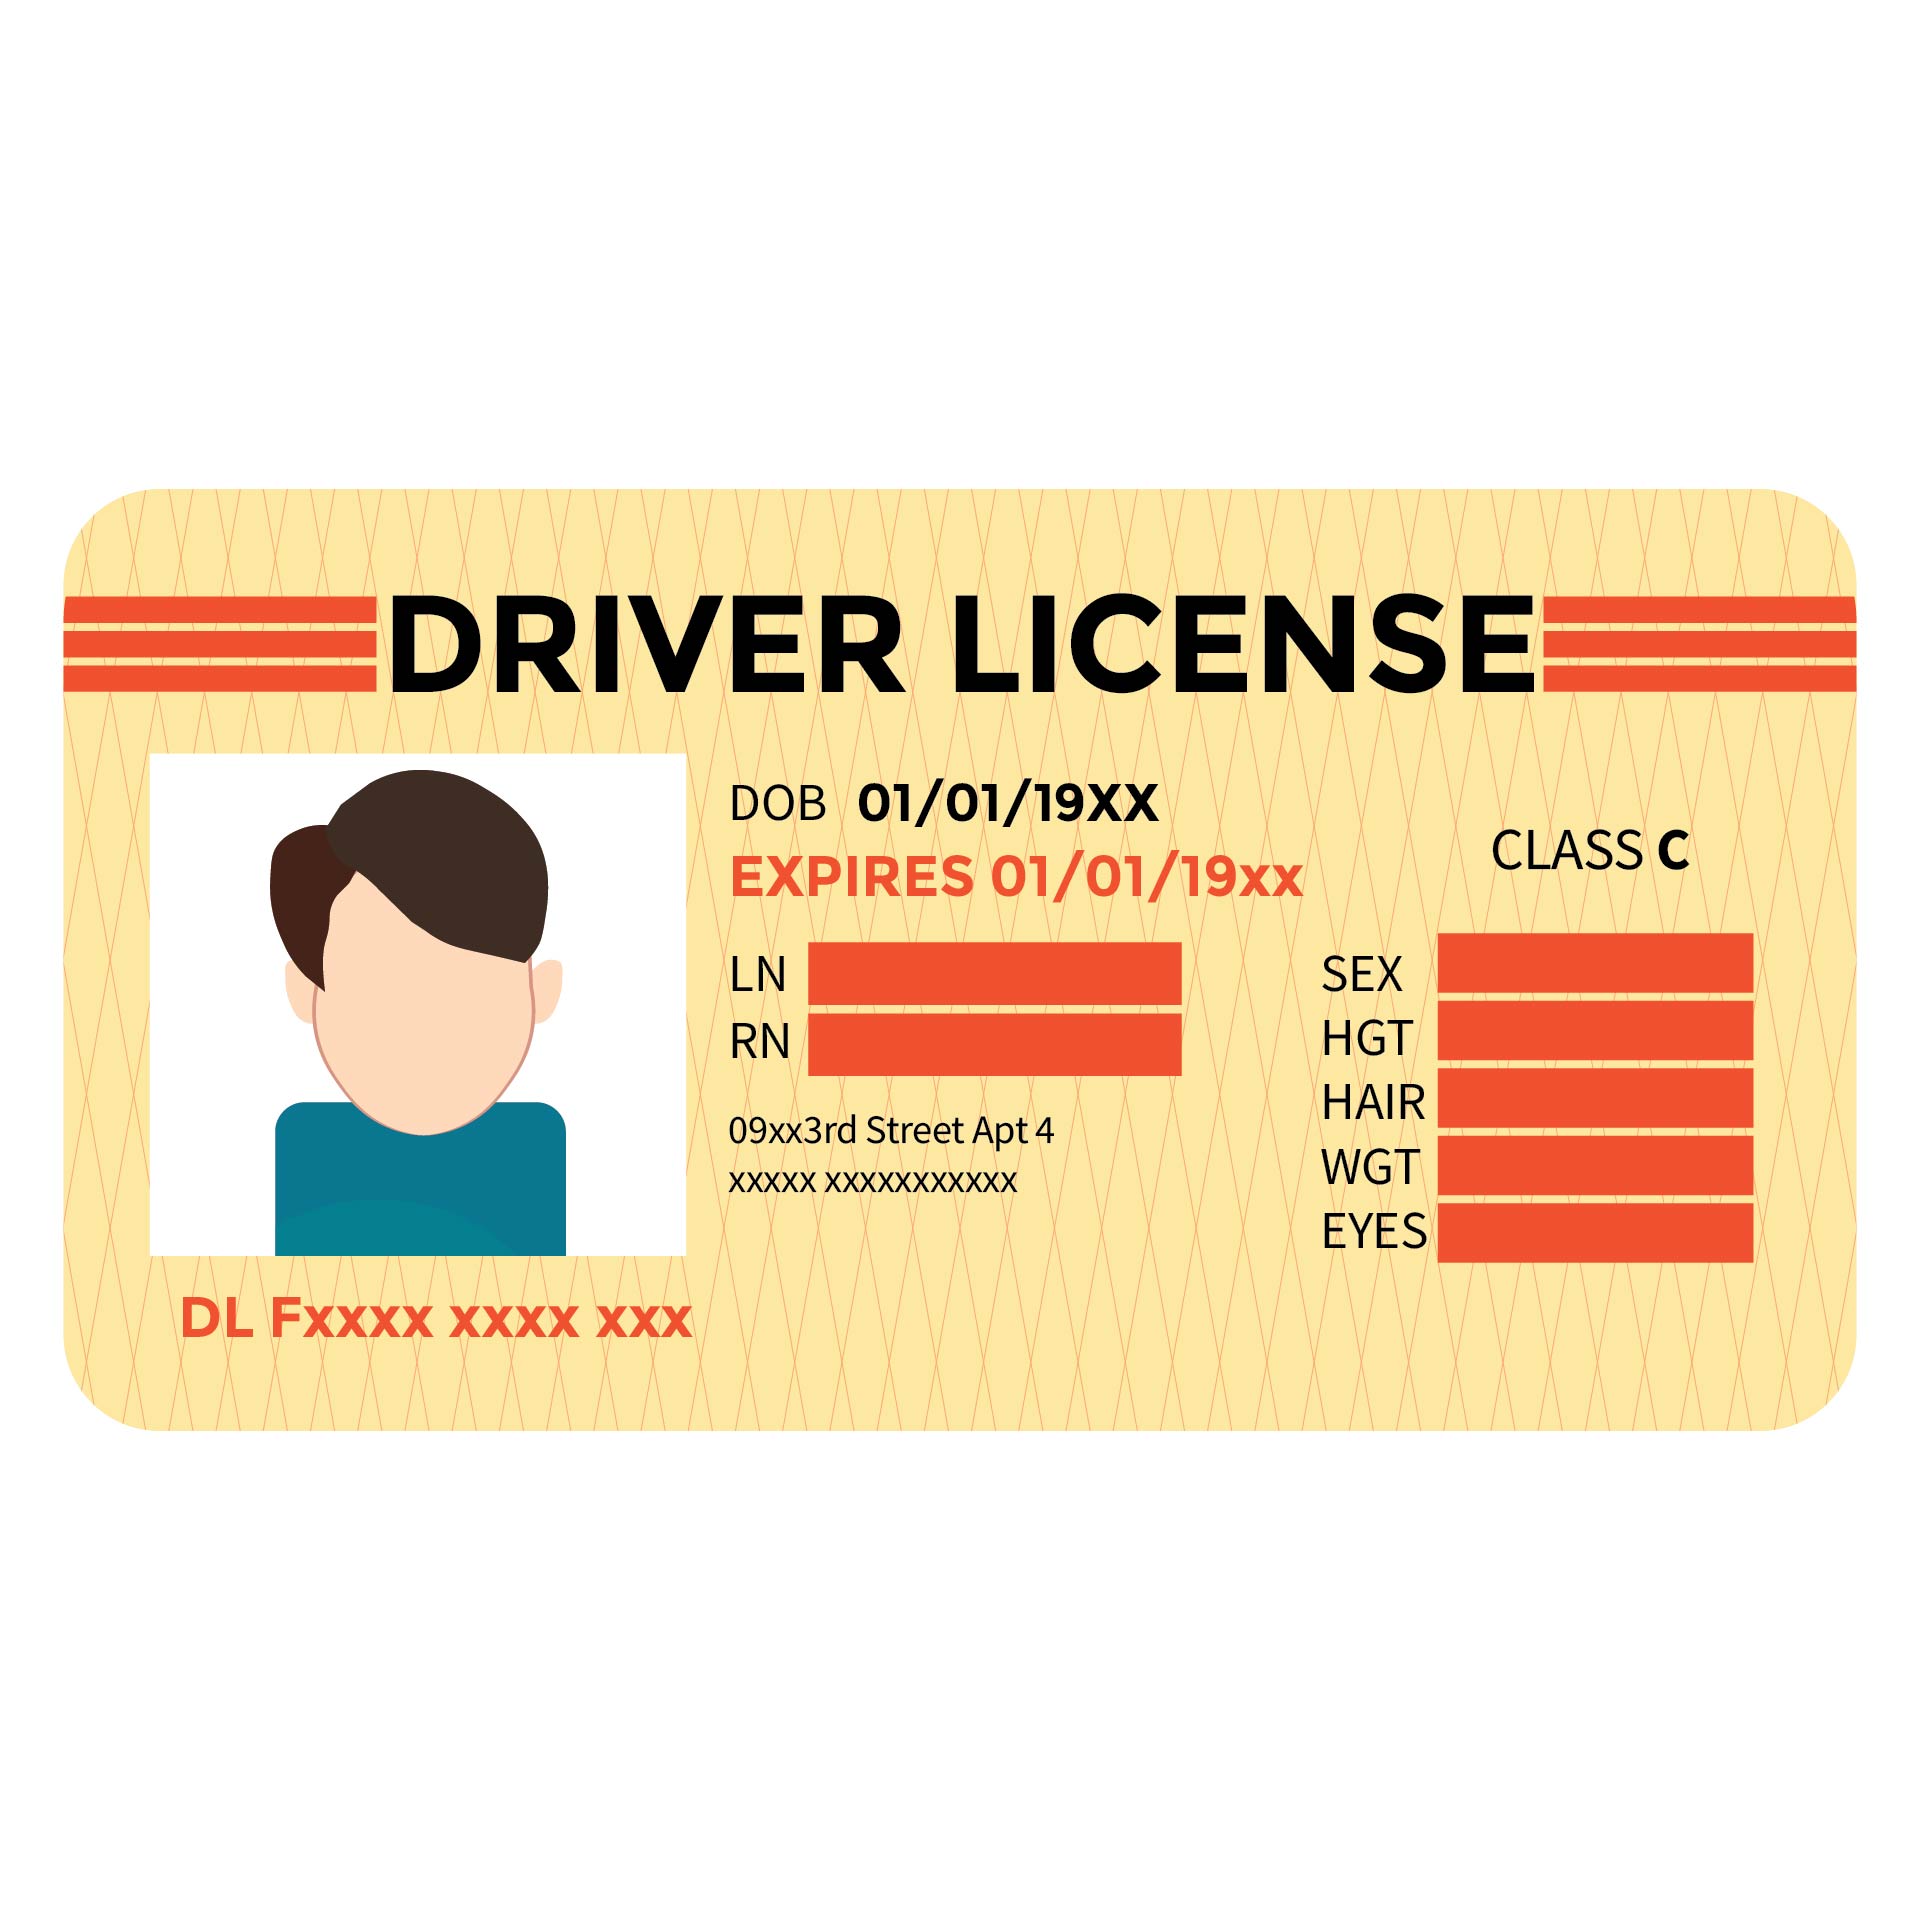 DRIVER LICENSE
DOB 01/01/19XX
EXPIRES 01/01/19xx
CLASS C
LN
RN
09xx3rd Street Apt 4
xxxxx xxxxxxxxxxx
SEX
HGT
HAIR
WGT
EYES
DL Fxxxx xxxx xxx